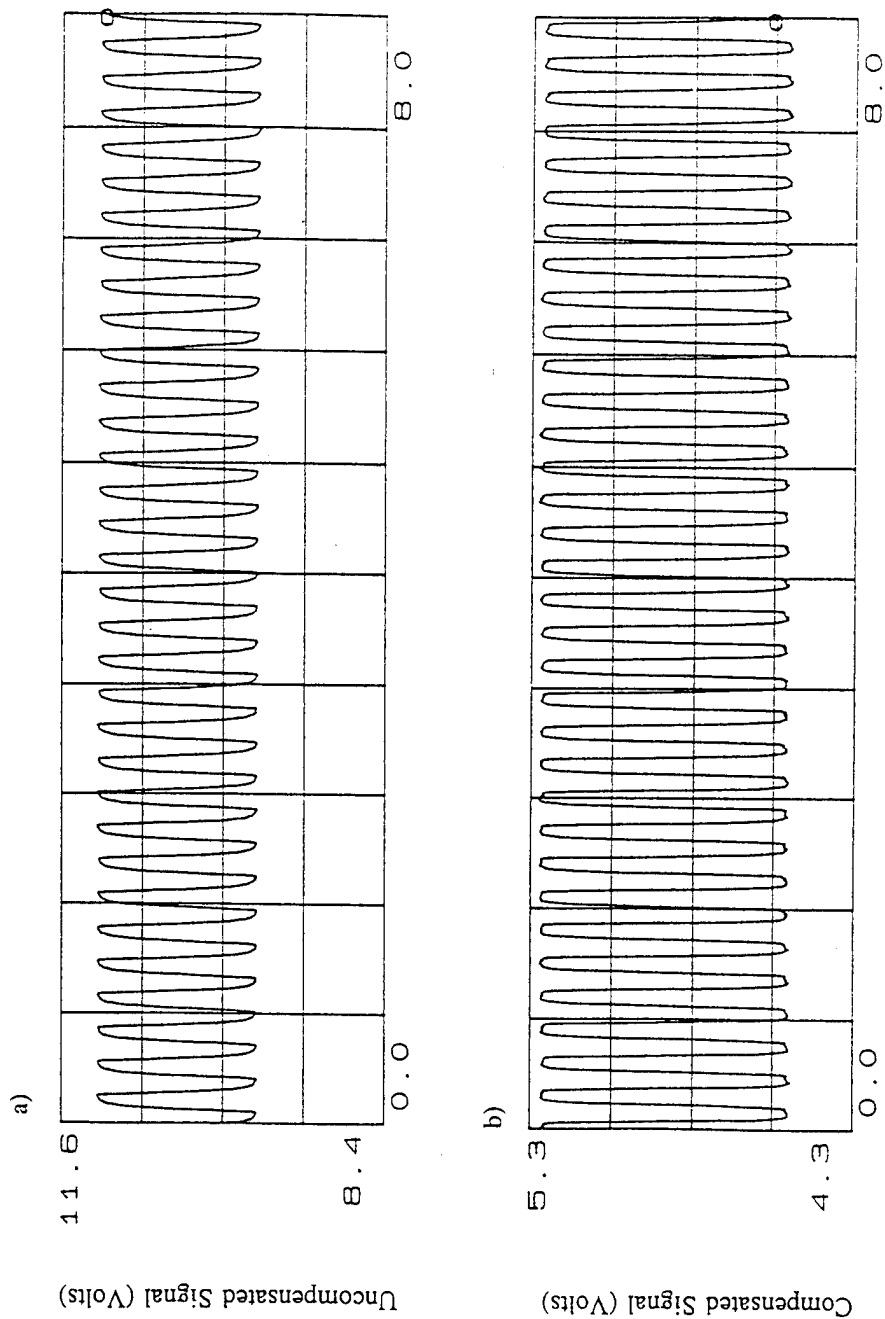 a)
11.6
8.4
Uncompensated Signal (Volts)
0.0
8.0
b)
5.3
4.3
Compensated Signal (Volts)
0.0
8.0